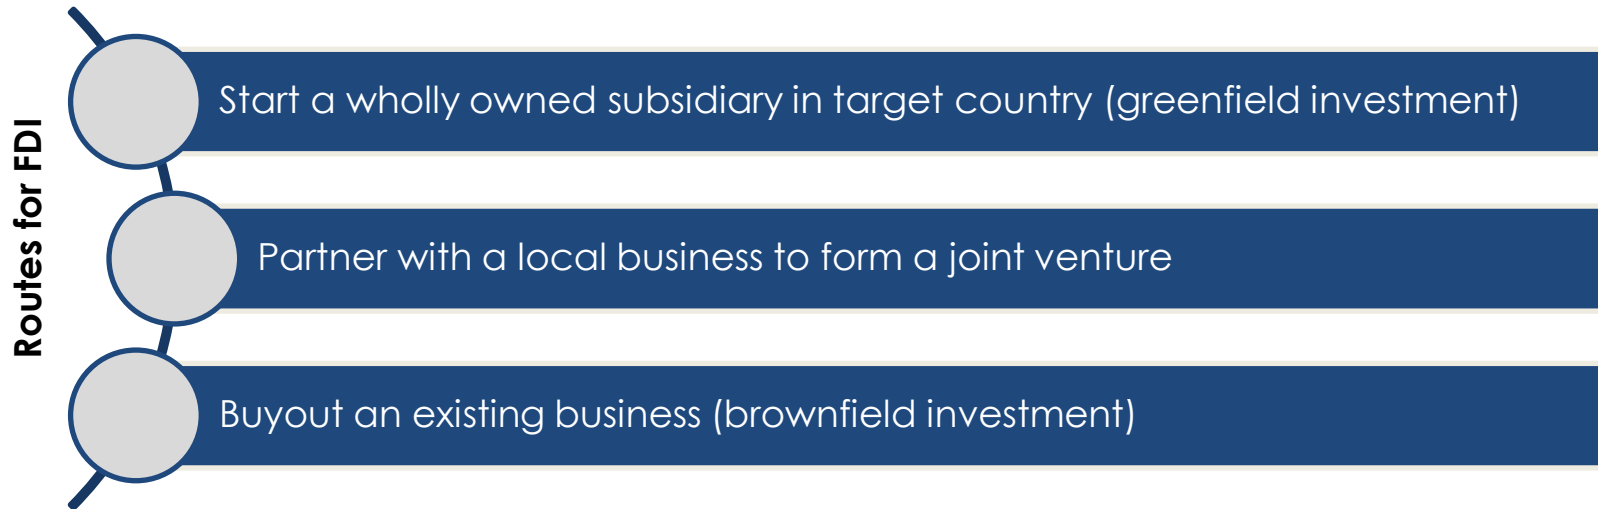 Routes for FDI
Start a wholly owned subsidiary in target country (greenfield investment)
Partner with a local business to form a joint venture
Buyout an existing business (brownfield investment)